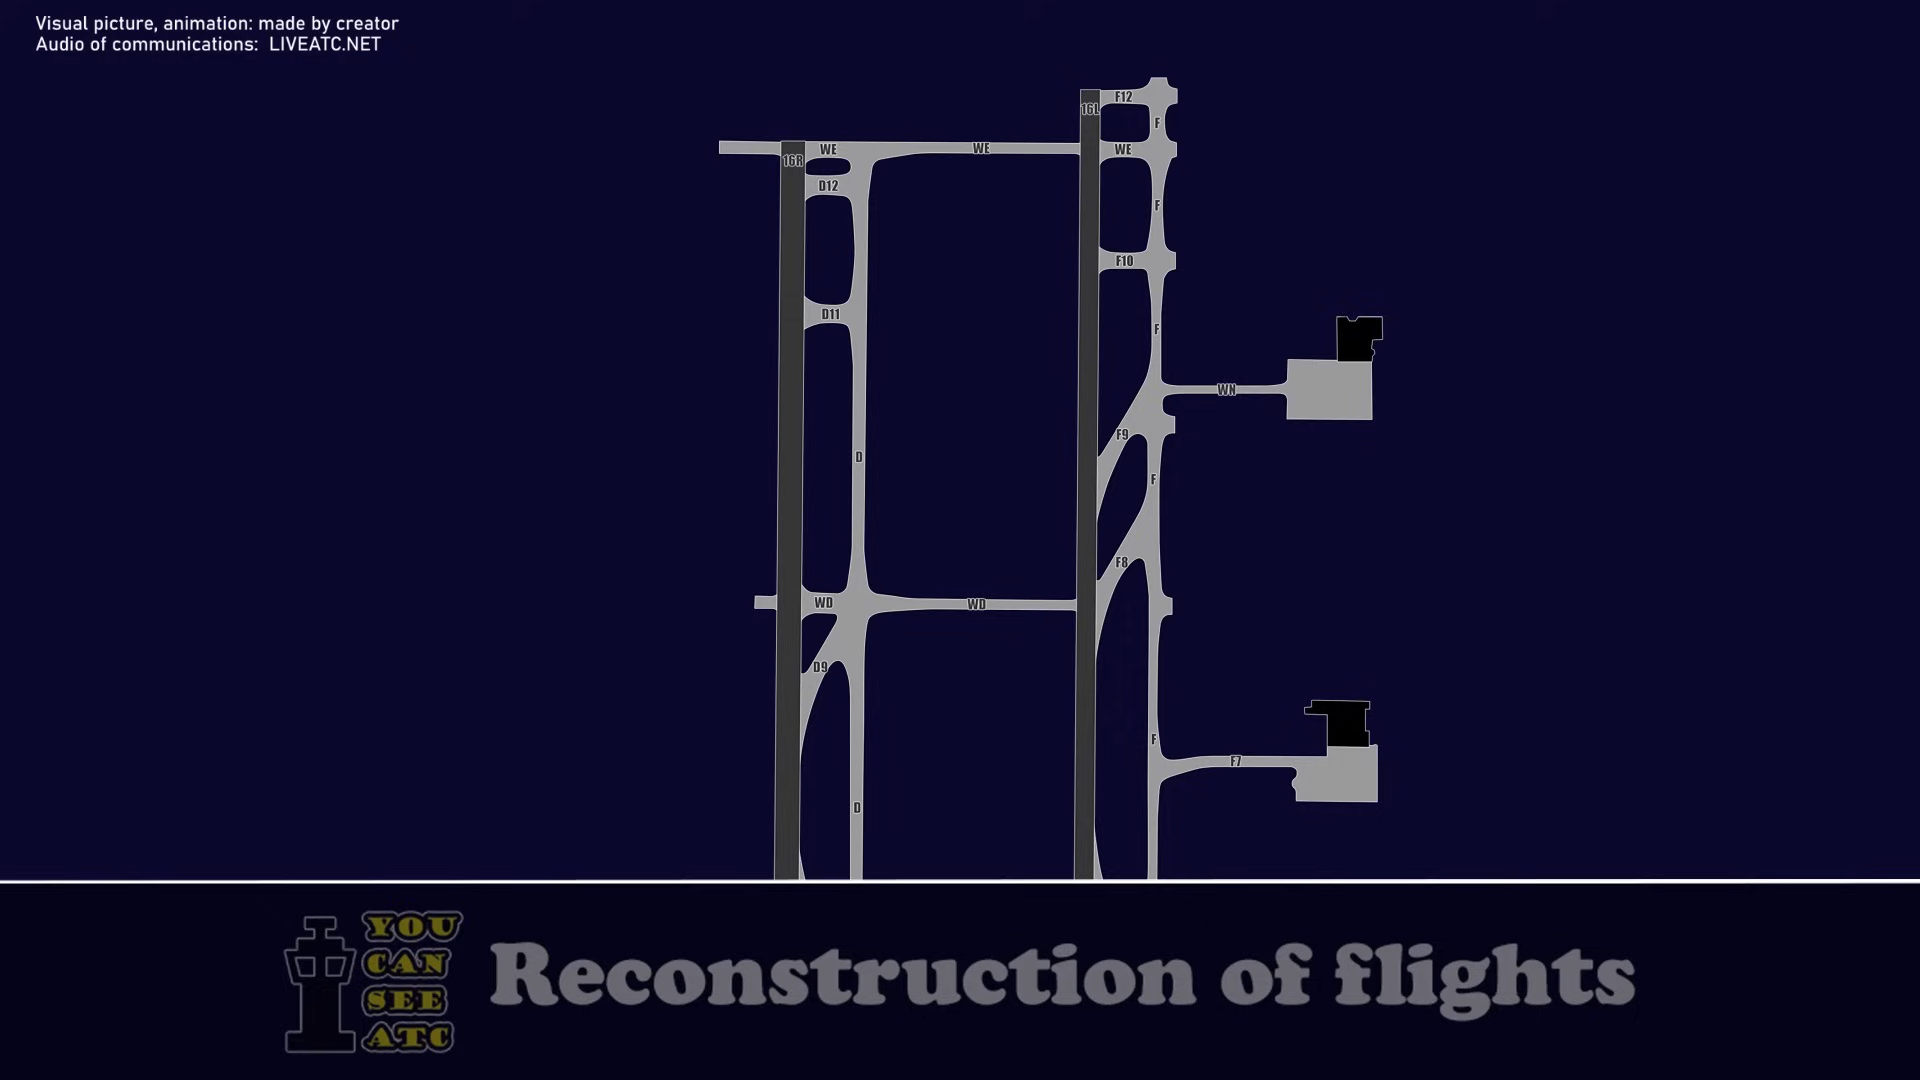 Visual picture, animation: made by creator
Audio of communications: LIVEATC.NET
F12
16L
F
WE
WE
WE
16R
D12
F
F10
D11
F
WN
F9
D
F
F8
WD
WD
D9
F
F7
D
YOU
CAN
SEE
ATC
Reconstruction of flights